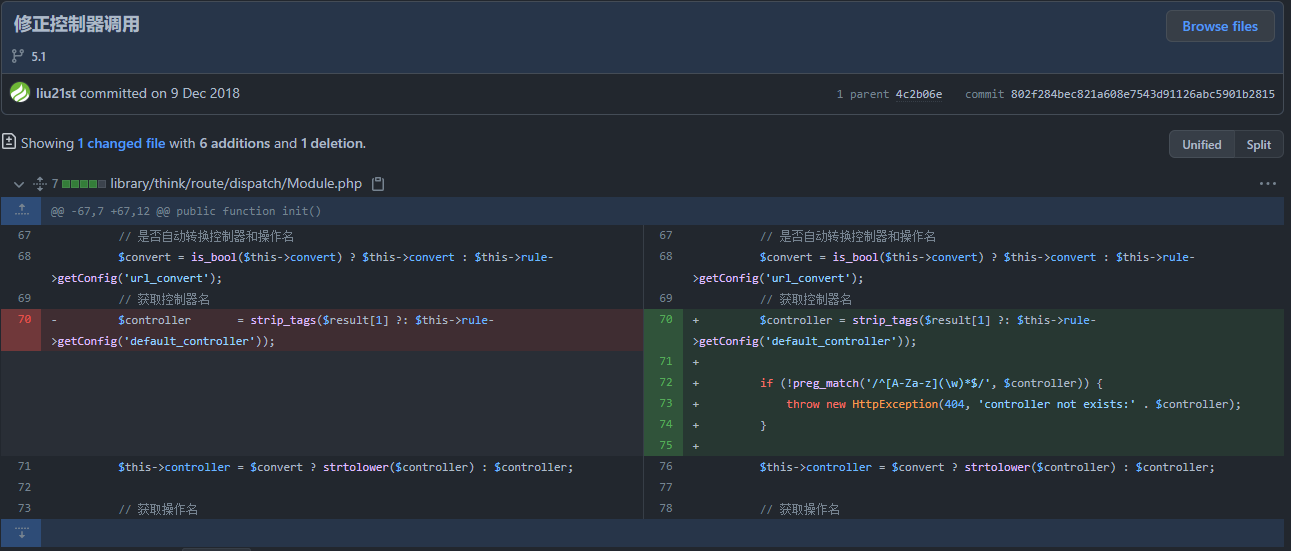 修正控制器调用
Browse files
5.1
liu21st committed on 9 Dec 2018
1 parent 4c2b06e commit 802f284bec821a608e7543d91126abc5901b2815
Showing 1 changed file with 6 additions and 1 deletion.
Unified Split
7 library/think/route/dispatch/Module.php
@@ -67,7 +67,12 @@ public function init()
67 // 是否自动转换控制器和操作名
68 $convert = is_bool($this->convert) ? $this->convert : $this->rule-
>getConfig('url_convert');
69 // 获取控制器名
70 - $controller = strip_tags($result[1] ?: $this->rule-
>getConfig('default_controller'));
71 $this->controller = $convert ? strtolower($controller) : $controller;
72
73 // 获取操作名
67 // 是否自动转换控制器和操作名
68 $convert = is_bool($this->convert) ? $this->convert : $this->rule-
>getConfig('url_convert');
69 // 获取控制器名
70 + $controller = strip_tags($result[1] ?: $this->rule-
>getConfig('default_controller'));
71 +
72 + if (!preg_match('/^[A-Za-z](\w)*$/', $controller)) {
73 + throw new HttpException(404, 'controller not exists:' . $controller);
74 + }
75 +
76 $this->controller = $convert ? strtolower($controller) : $controller;
77
78 // 获取操作名